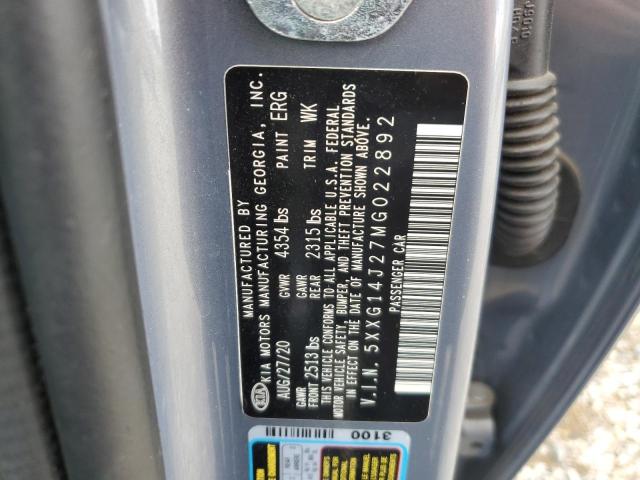 MANUFACTURED BY
KIA KIA MOTORS MANUFACTURING GEORGIA, INC.
AUG/27/20 GVWR 4354 lbs PAINT ERG
GAWR FRONT 2513 lbs GAWR REAR 2315 lbs TRIM WK
THIS VEHICLE CONFORMS TO ALL APPLICABLE U.S.A. FEDERAL
MOTOR VEHICLE SAFETY, BUMPER, AND THEFT PREVENTION STANDARDS
IN EFFECT ON THE DATE OF MANUFACTURE SHOWN ABOVE.
V.I.N. 5XXG14J27MG022892
PASSENGER CAR
3100